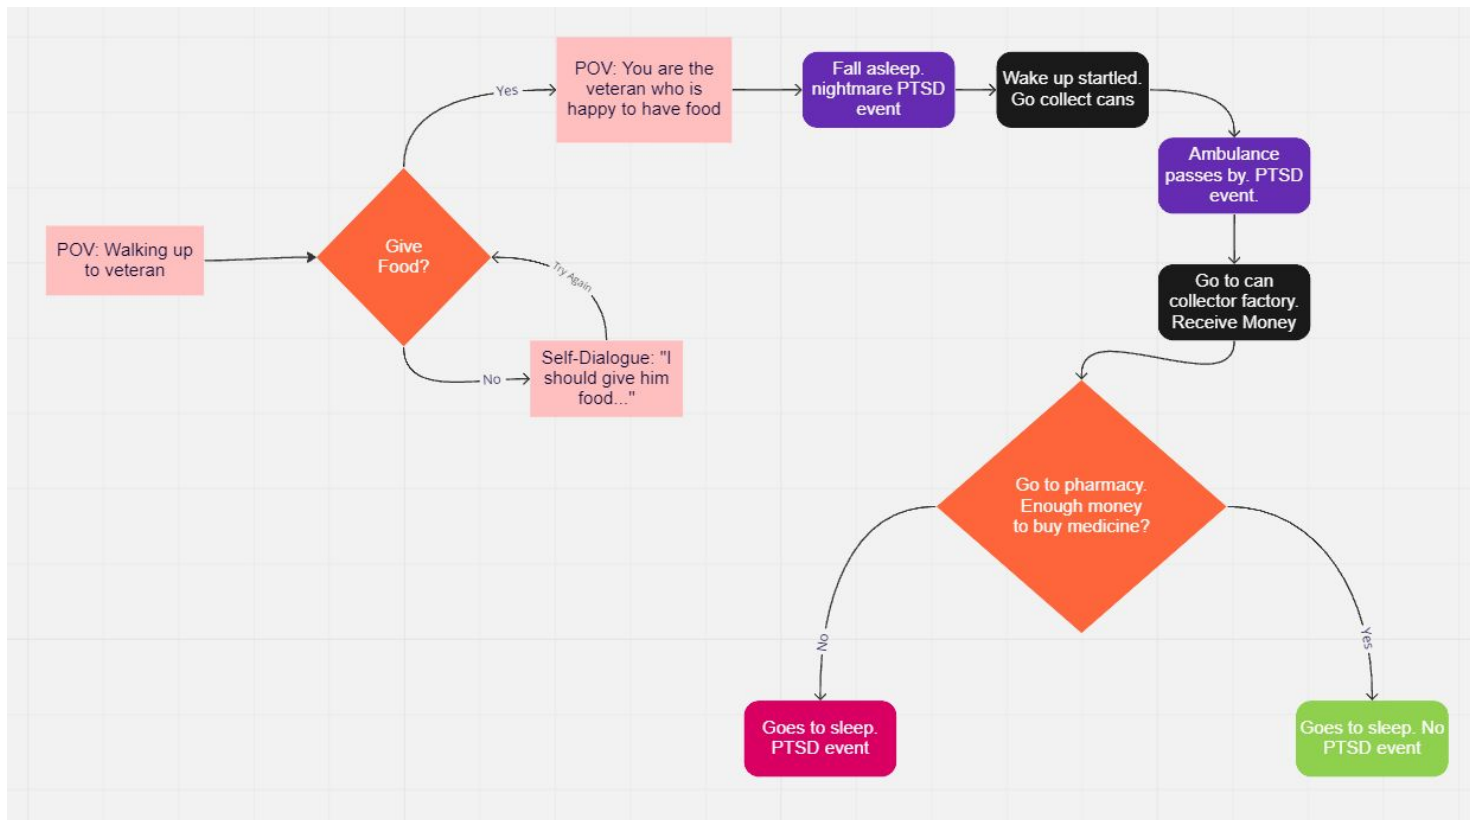 POV: Walking up
to veteran
Give
Food?
Yes
No
Try Again
Self-Dialogue: "I
should give him
food..."
POV: You are the
veteran who is
happy to have food
Fall asleep.
nightmare PTSD
event
Wake up startled.
Go collect cans
Ambulance
passes by. PTSD
event.
Go to can
collector factory.
Receive Money
Go to pharmacy.
Enough money
to buy medicine?
No
Yes
Goes to sleep.
PTSD event
Goes to sleep. No
PTSD event